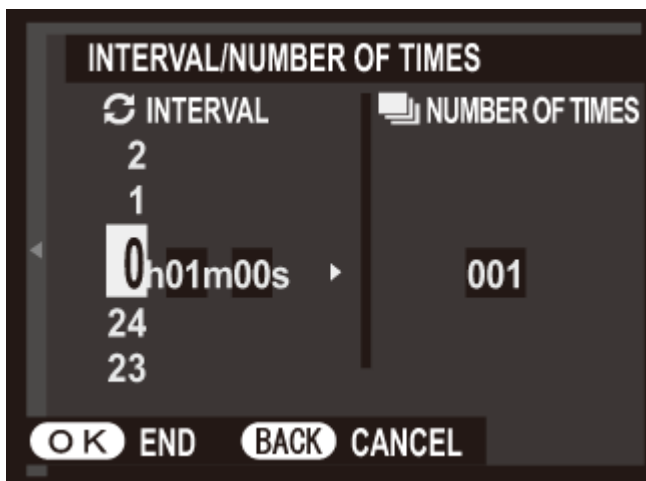 INTERVAL/NUMBER OF TIMES
INTERVAL
NUMBER OF TIMES
2
1
0h01m00s
001
24
23
OK END BACK CANCEL